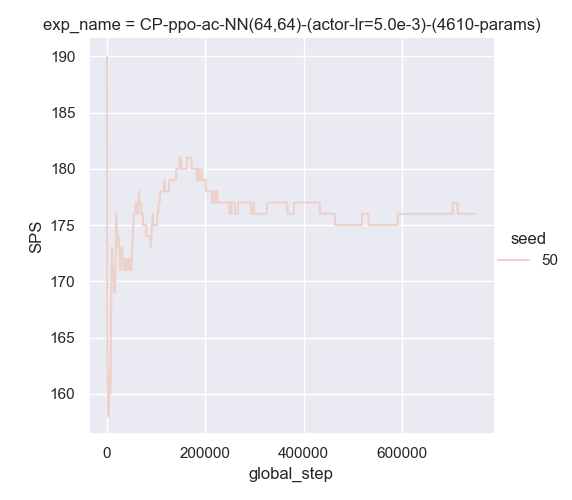 exp_name = CP-ppo-ac-NN(64,64)-(actor-lr=5.0e-3)-(4610-params)
190
185
180
175
170
165
160
SPS
0 200000 400000 600000
global_step
seed
50